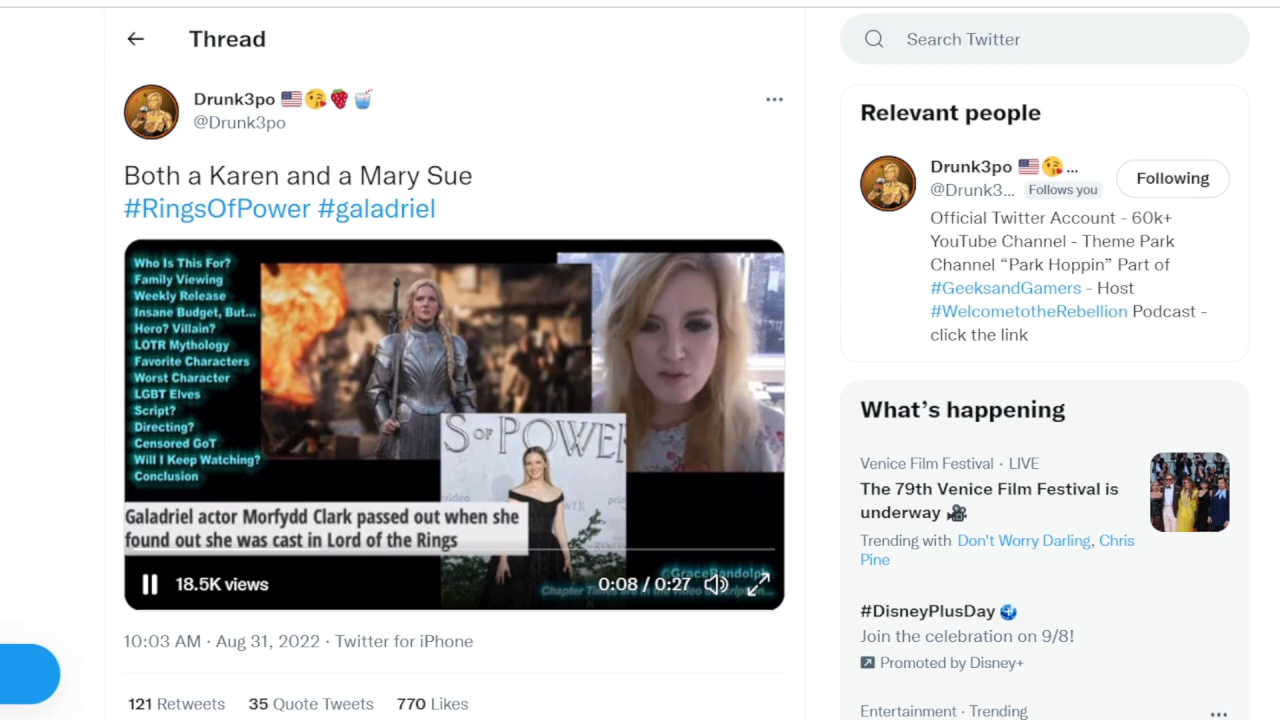 Thread
Search Twitter
Drunk3po 🇺🇸😘🍓🥤
@Drunk3po
Both a Karen and a Mary Sue
#RingsOfPower #galadriel
Who Is This For?
Family Viewing
Weekly Release
Insane Budget, But...
Hero? Villain?
LOTR Mythology
Favorite Characters
Worst Character
LGBT Elves
Script?
Directing?
Censored GoT
Will I Keep Watching?
Conclusion
S OF POWER
Galadriel actor Morfydd Clark passed out when she
found out she was cast in Lord of the Rings
@GraceRandolph
18.5K views
0:08 / 0:27
10:03 AM · Aug 31, 2022 · Twitter for iPhone
121 Retweets 35 Quote Tweets 770 Likes
Relevant people
Drunk3po 🇺🇸😘 ...
@Drunk3... Follows you
Following
Official Twitter Account - 60k+
YouTube Channel - Theme Park
Channel “Park Hoppin” Part of
#GeeksandGamers - Host
#WelcometotheRebellion Podcast -
click the link
What’s happening
Venice Film Festival · LIVE
The 79th Venice Film Festival is
underway 🎥
Trending with Don't Worry Darling, Chris
Pine
#DisneyPlusDay
Join the celebration on 9/8!
Promoted by Disney+
Entertainment · Trending